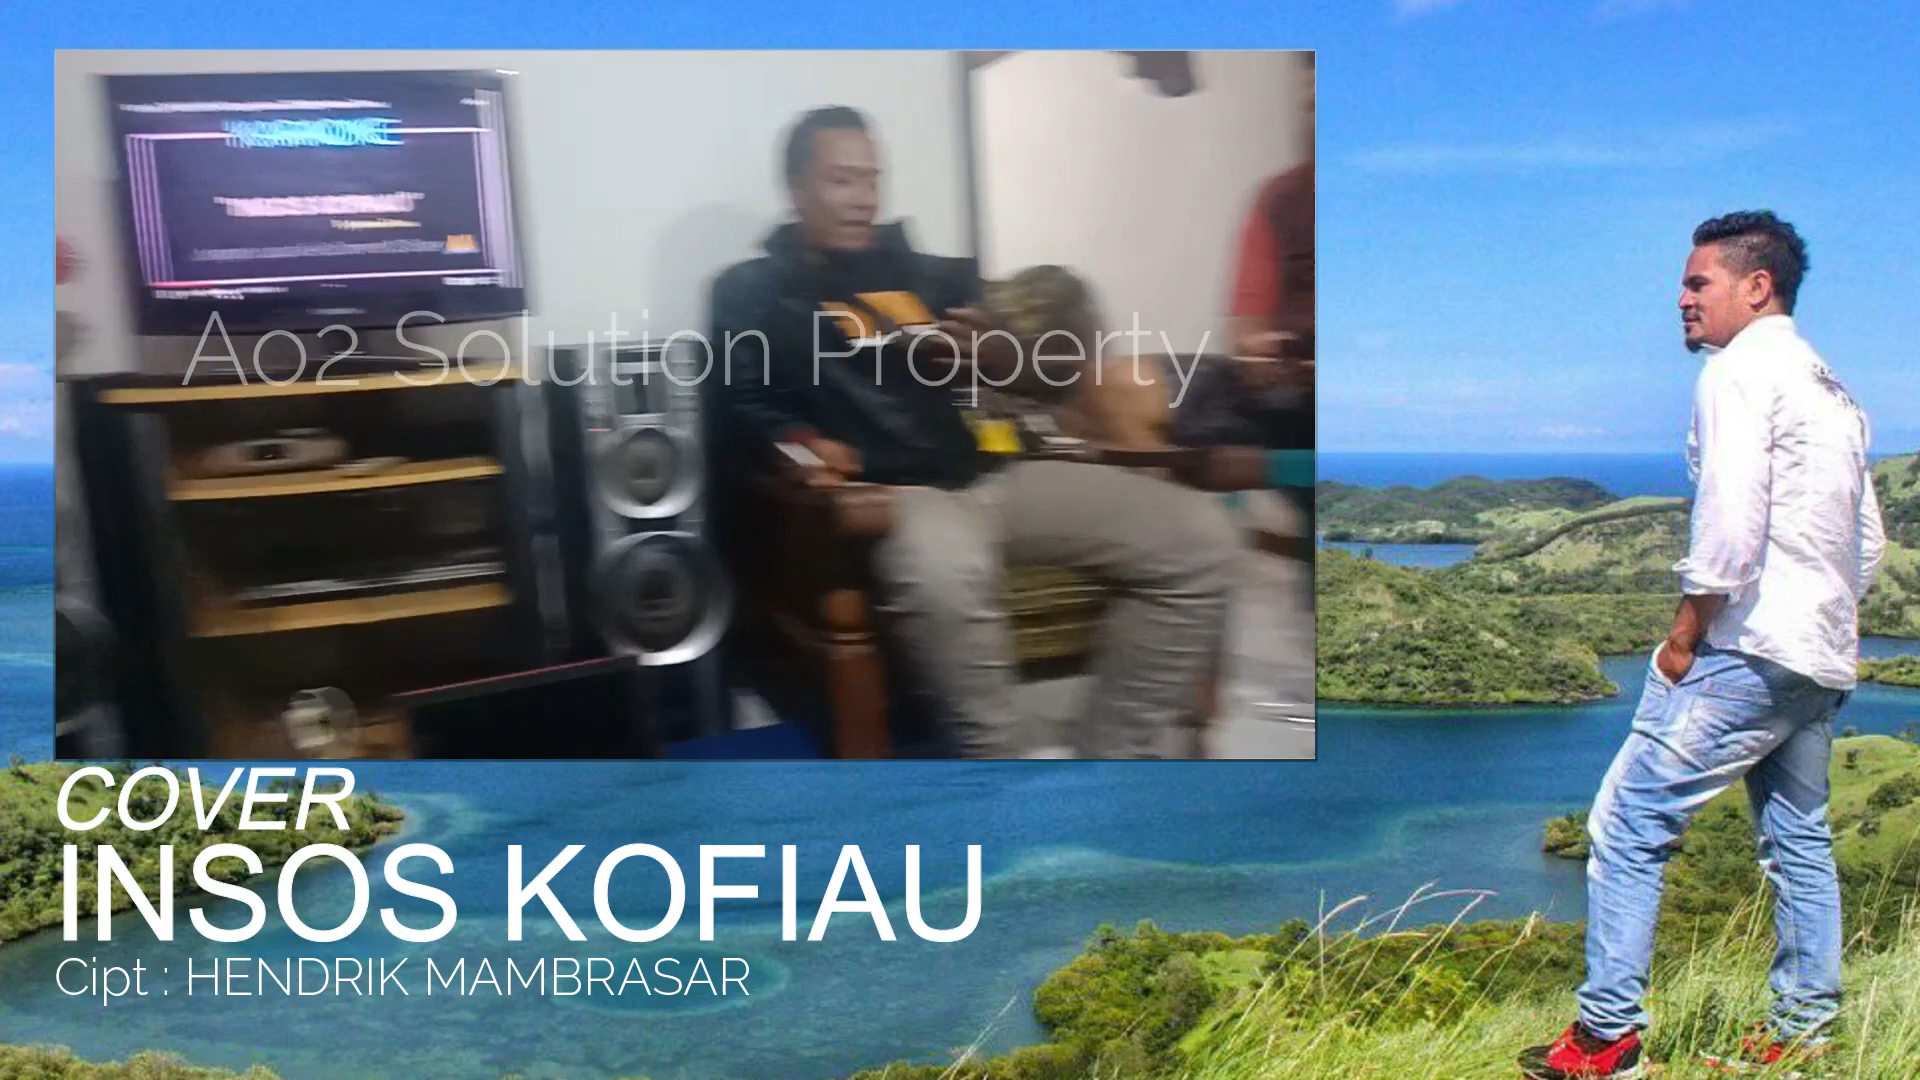 Ao2 Solution Property
COVER
INSOS KOFIAU
Cipt : HENDRIK MAMBRASAR